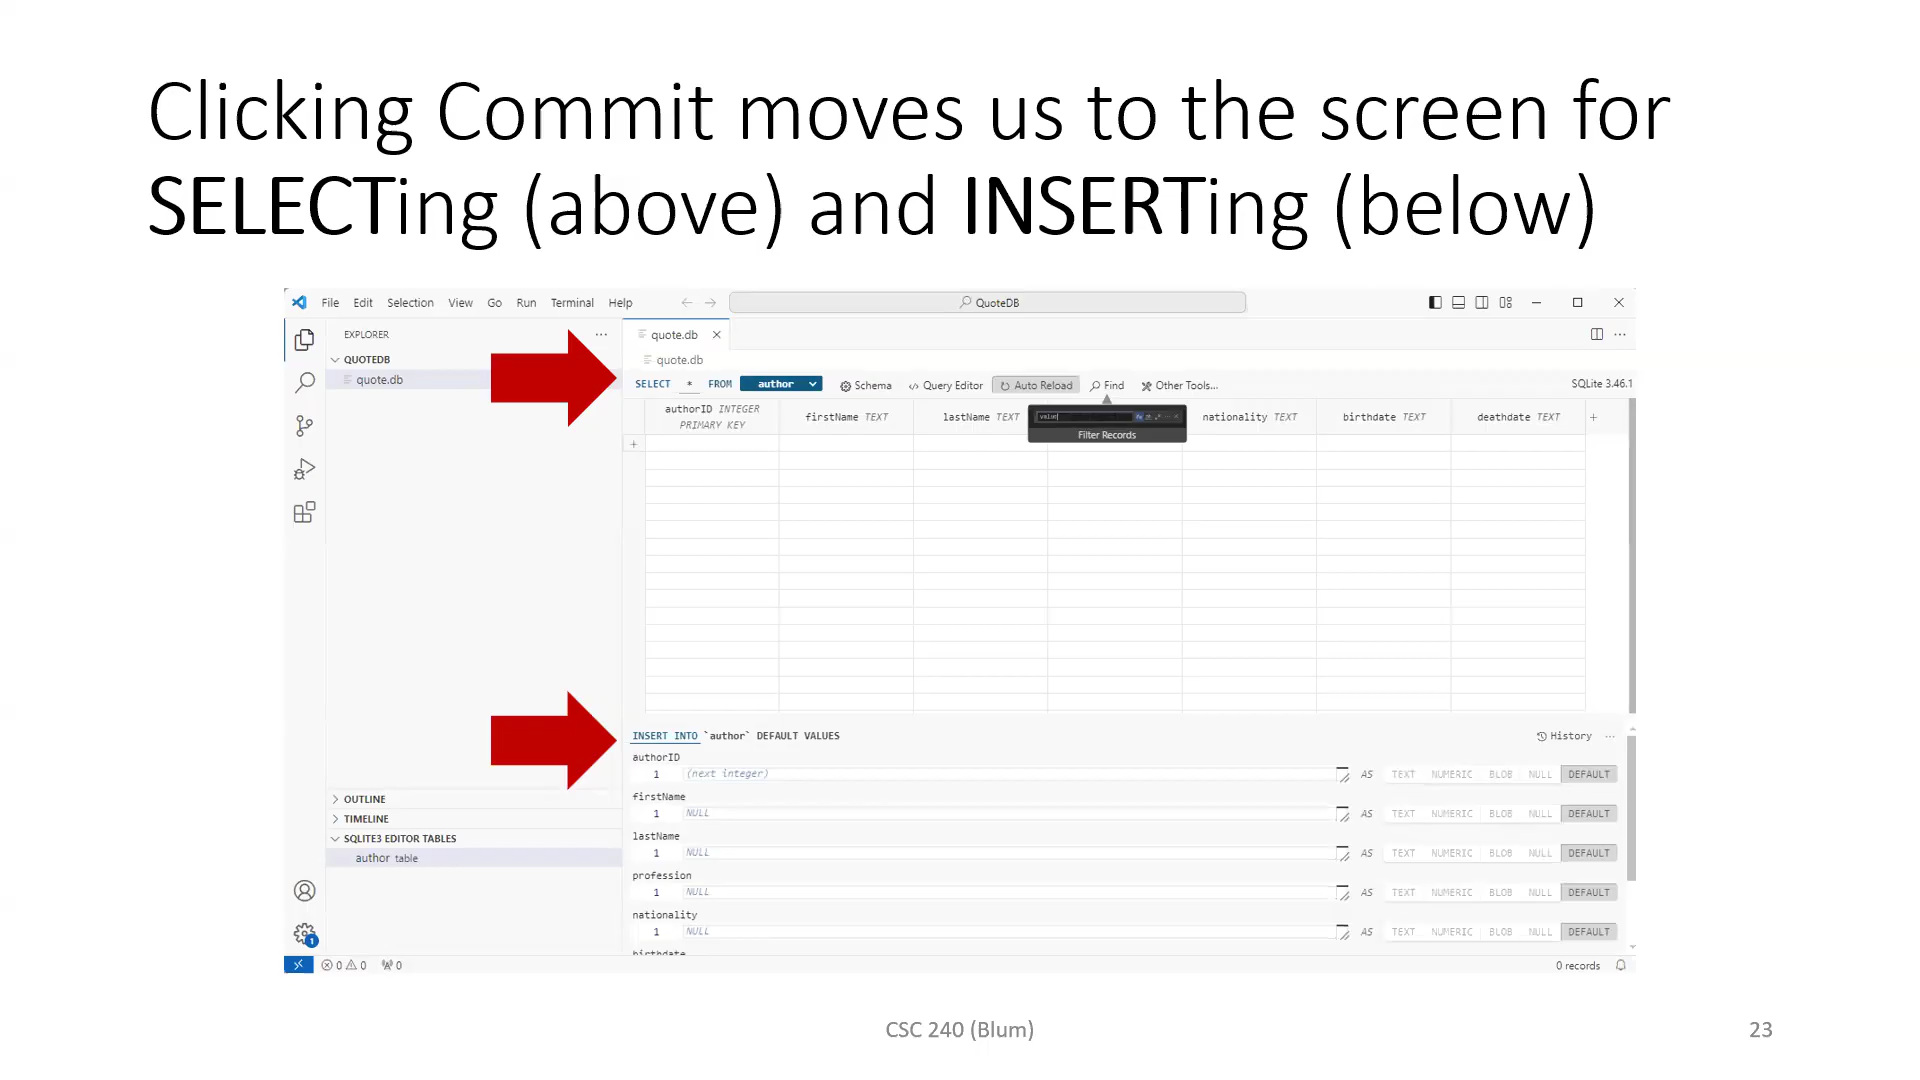 Clicking Commit moves us to the screen for
SELECTing (above) and INSERTing (below)
File Edit Selection View Go Run Terminal Help
QuoteDB
EXPLORER
QUOTEDB
quote.db
quote.db
quote.db
SELECT * FROM author Schema Query Editor Auto Reload Find Other Tools... SQLite 3.46.1
authorID INTEGER PRIMARY KEY
firstName TEXT
lastName TEXT
nationality TEXT
birthdate TEXT
deathdate TEXT
+
value
Filter Records
+
INSERT INTO `author` DEFAULT VALUES
History
authorID
1 (next integer) AS TEXT NUMERIC BLOB NULL DEFAULT
firstName
1 NULL AS TEXT NUMERIC BLOB NULL DEFAULT
lastName
1 NULL AS TEXT NUMERIC BLOB NULL DEFAULT
profession
1 NULL AS TEXT NUMERIC BLOB NULL DEFAULT
nationality
1 NULL AS TEXT NUMERIC BLOB NULL DEFAULT
birthdate
OUTLINE
TIMELINE
SQLITE3 EDITOR TABLES
author table
1
0 0 0
0 records
CSC 240 (Blum)
23